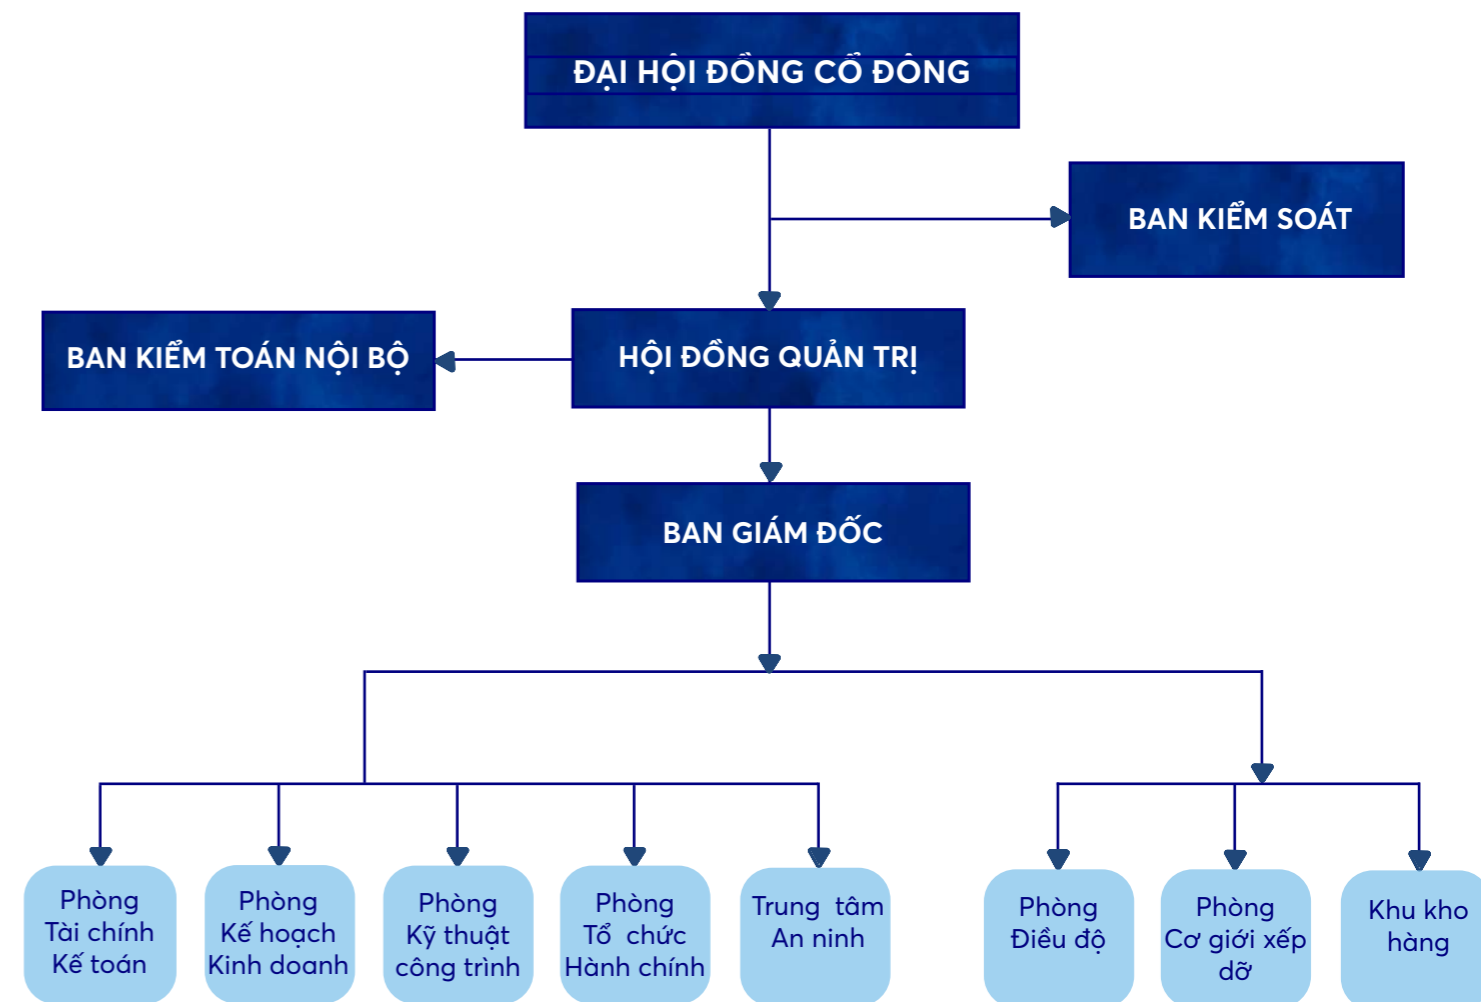 ĐẠI HỘI ĐỒNG CỔ ĐÔNG
BAN KIỂM SOÁT
BAN KIỂM TOÁN NỘI BỘ
HỘI ĐỒNG QUẢN TRỊ
BAN GIÁM ĐỐC
Phòng
Tài chính
Kế toán
Phòng
Kế hoạch
Kinh doanh
Phòng
Kỹ thuật
công trình
Phòng
Tổ chức
Hành chính
Trung tâm
An ninh
Phòng
Điều độ
Phòng
Cơ giới xếp
dỡ
Khu kho
hàng